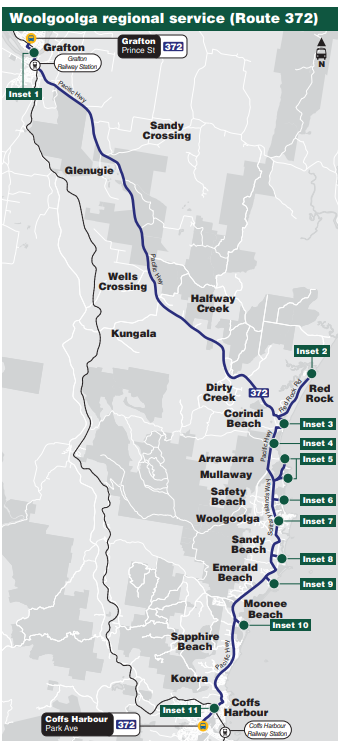 Woolgoolga regional service (Route 372)
Grafton
Prince St
372
Grafton
Grafton
Railway Station
N
Inset 1
Pacific Hwy
Sandy
Crossing
Glenugie
Wells
Crossing
Pacific Hwy
Halfway
Creek
Kungala
Inset 2
Dirty
Creek
372
Red Rock Rd
Red
Rock
Corindi
Beach
Inset 3
Pacific Hwy
Inset 4
Arrawarra
Inset 5
Mullaway
Safety
Beach
Inset 6
Woolgoolga
Inset 7
Sandy
Beach
Inset 8
Emerald
Beach
Inset 9
Moonee
Beach
Inset 10
Sapphire
Beach
Pacific Hwy
Korora
Inset 11
Coffs
Harbour
Coffs Harbour
Park Ave
372
Coffs Harbour
Railway Station